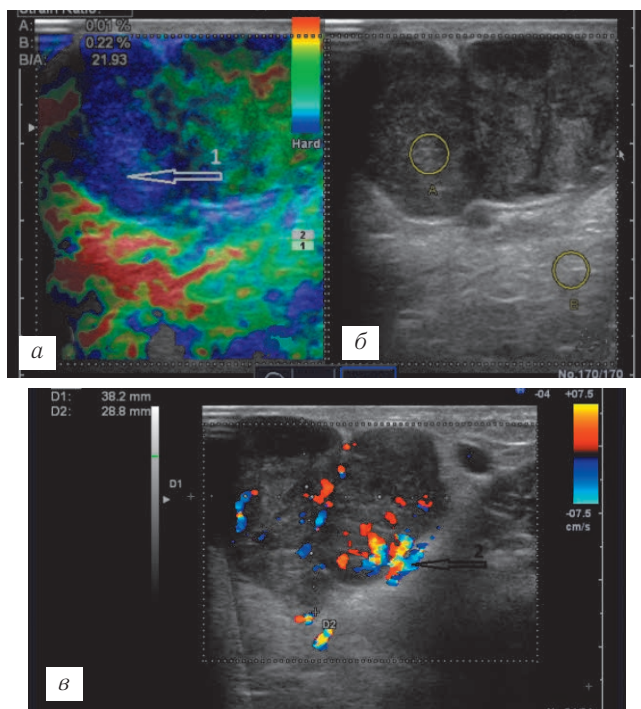 Strain Ratio:
A: 0.01 %
B: 0.22 %
B/A: 21.93
Hard
1
2
1
A
B
а
б
No.170/170
D1: 38.2 mm
D2: 28.8 mm
-04 +07.5
-07.5
cm/s
D1
2
D2
в